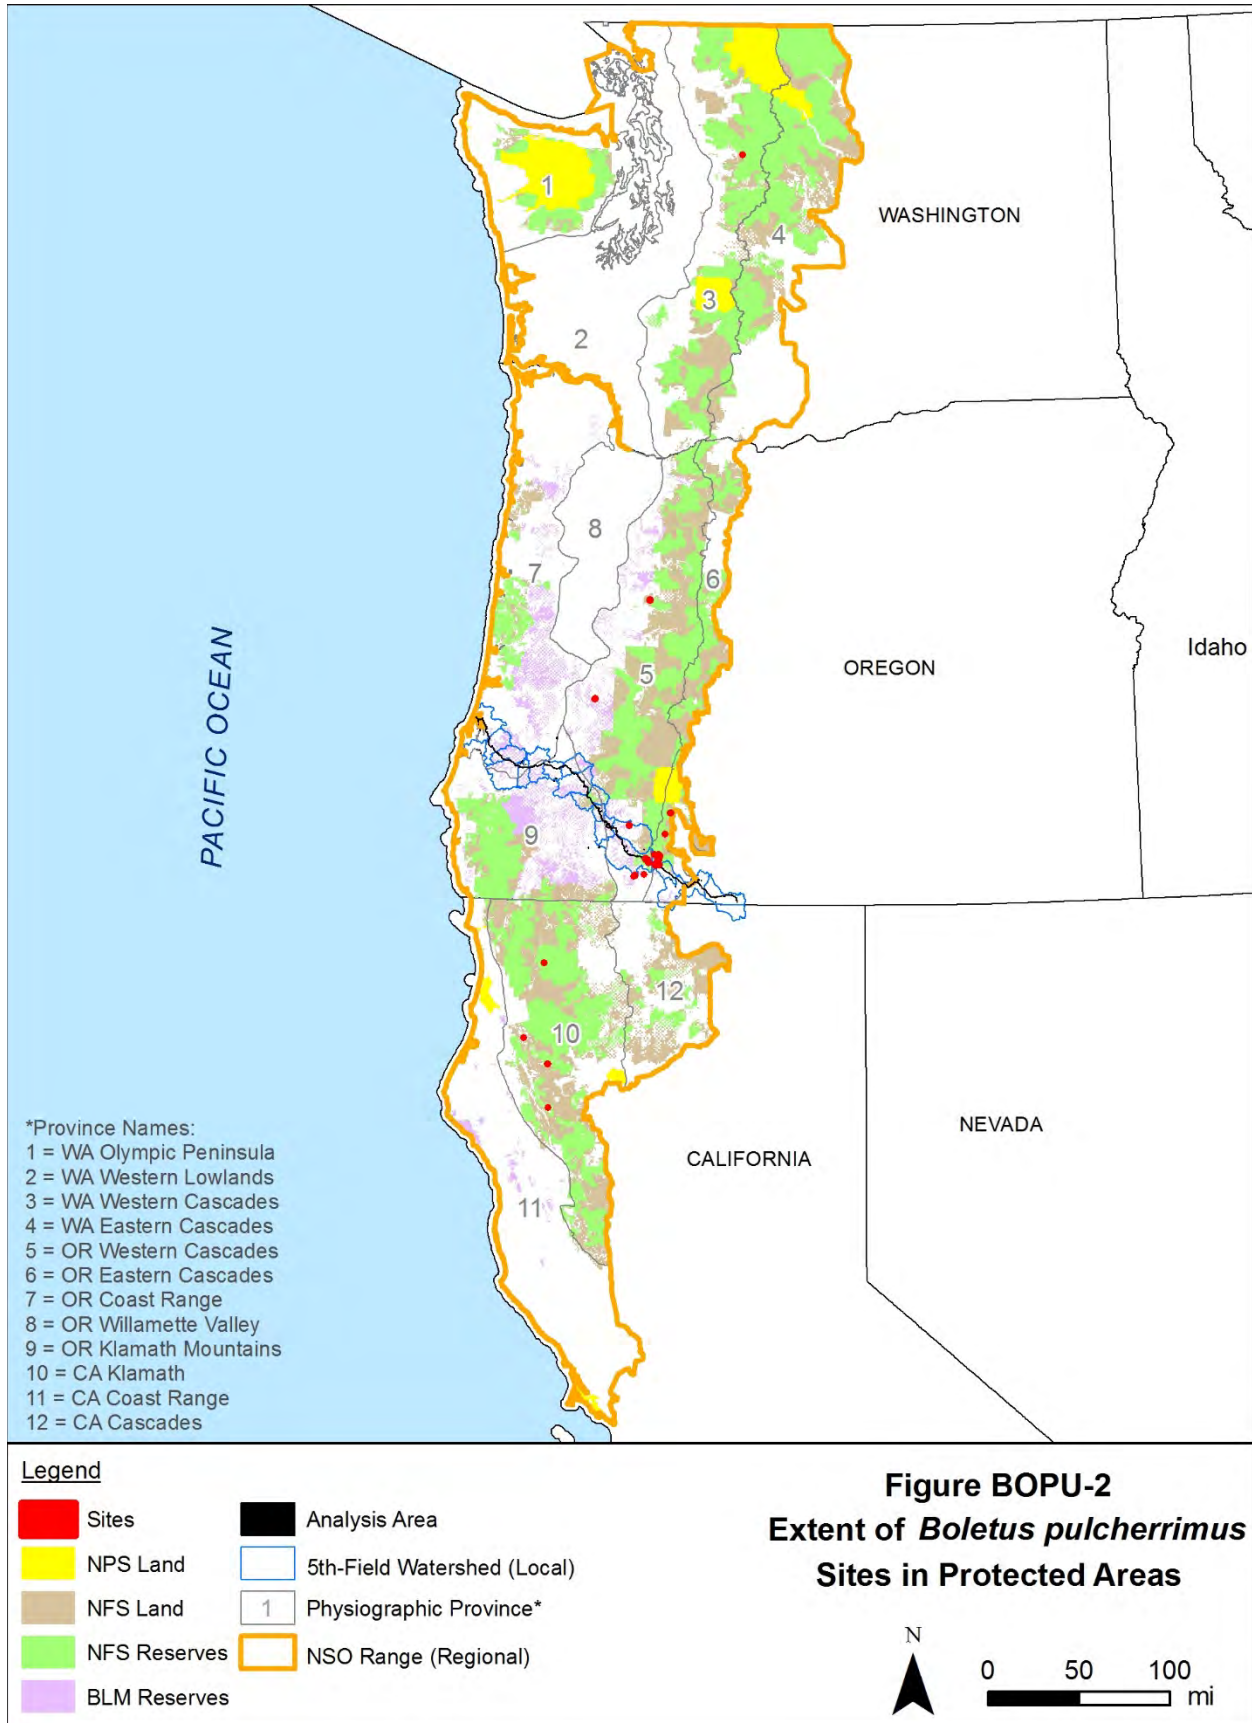 1
WASHINGTON
4
3
2
8
7
6
Idaho
5
OREGON
PACIFIC OCEAN
9
12
10
NEVADA
CALIFORNIA
11
*Province Names:
1 = WA Olympic Peninsula
2 = WA Western Lowlands
3 = WA Western Cascades
4 = WA Eastern Cascades
5 = OR Western Cascades
6 = OR Eastern Cascades
7 = OR Coast Range
8 = OR Willamette Valley
9 = OR Klamath Mountains
10 = CA Klamath
11 = CA Coast Range
12 = CA Cascades
Legend
Sites
NPS Land
NFS Land
NFS Reserves
BLM Reserves
Analysis Area
5th-Field Watershed (Local)
1 Physiographic Province*
NSO Range (Regional)
Figure BOPU-2
Extent of Boletus pulcherrimus
Sites in Protected Areas
N
0 50 100
mi